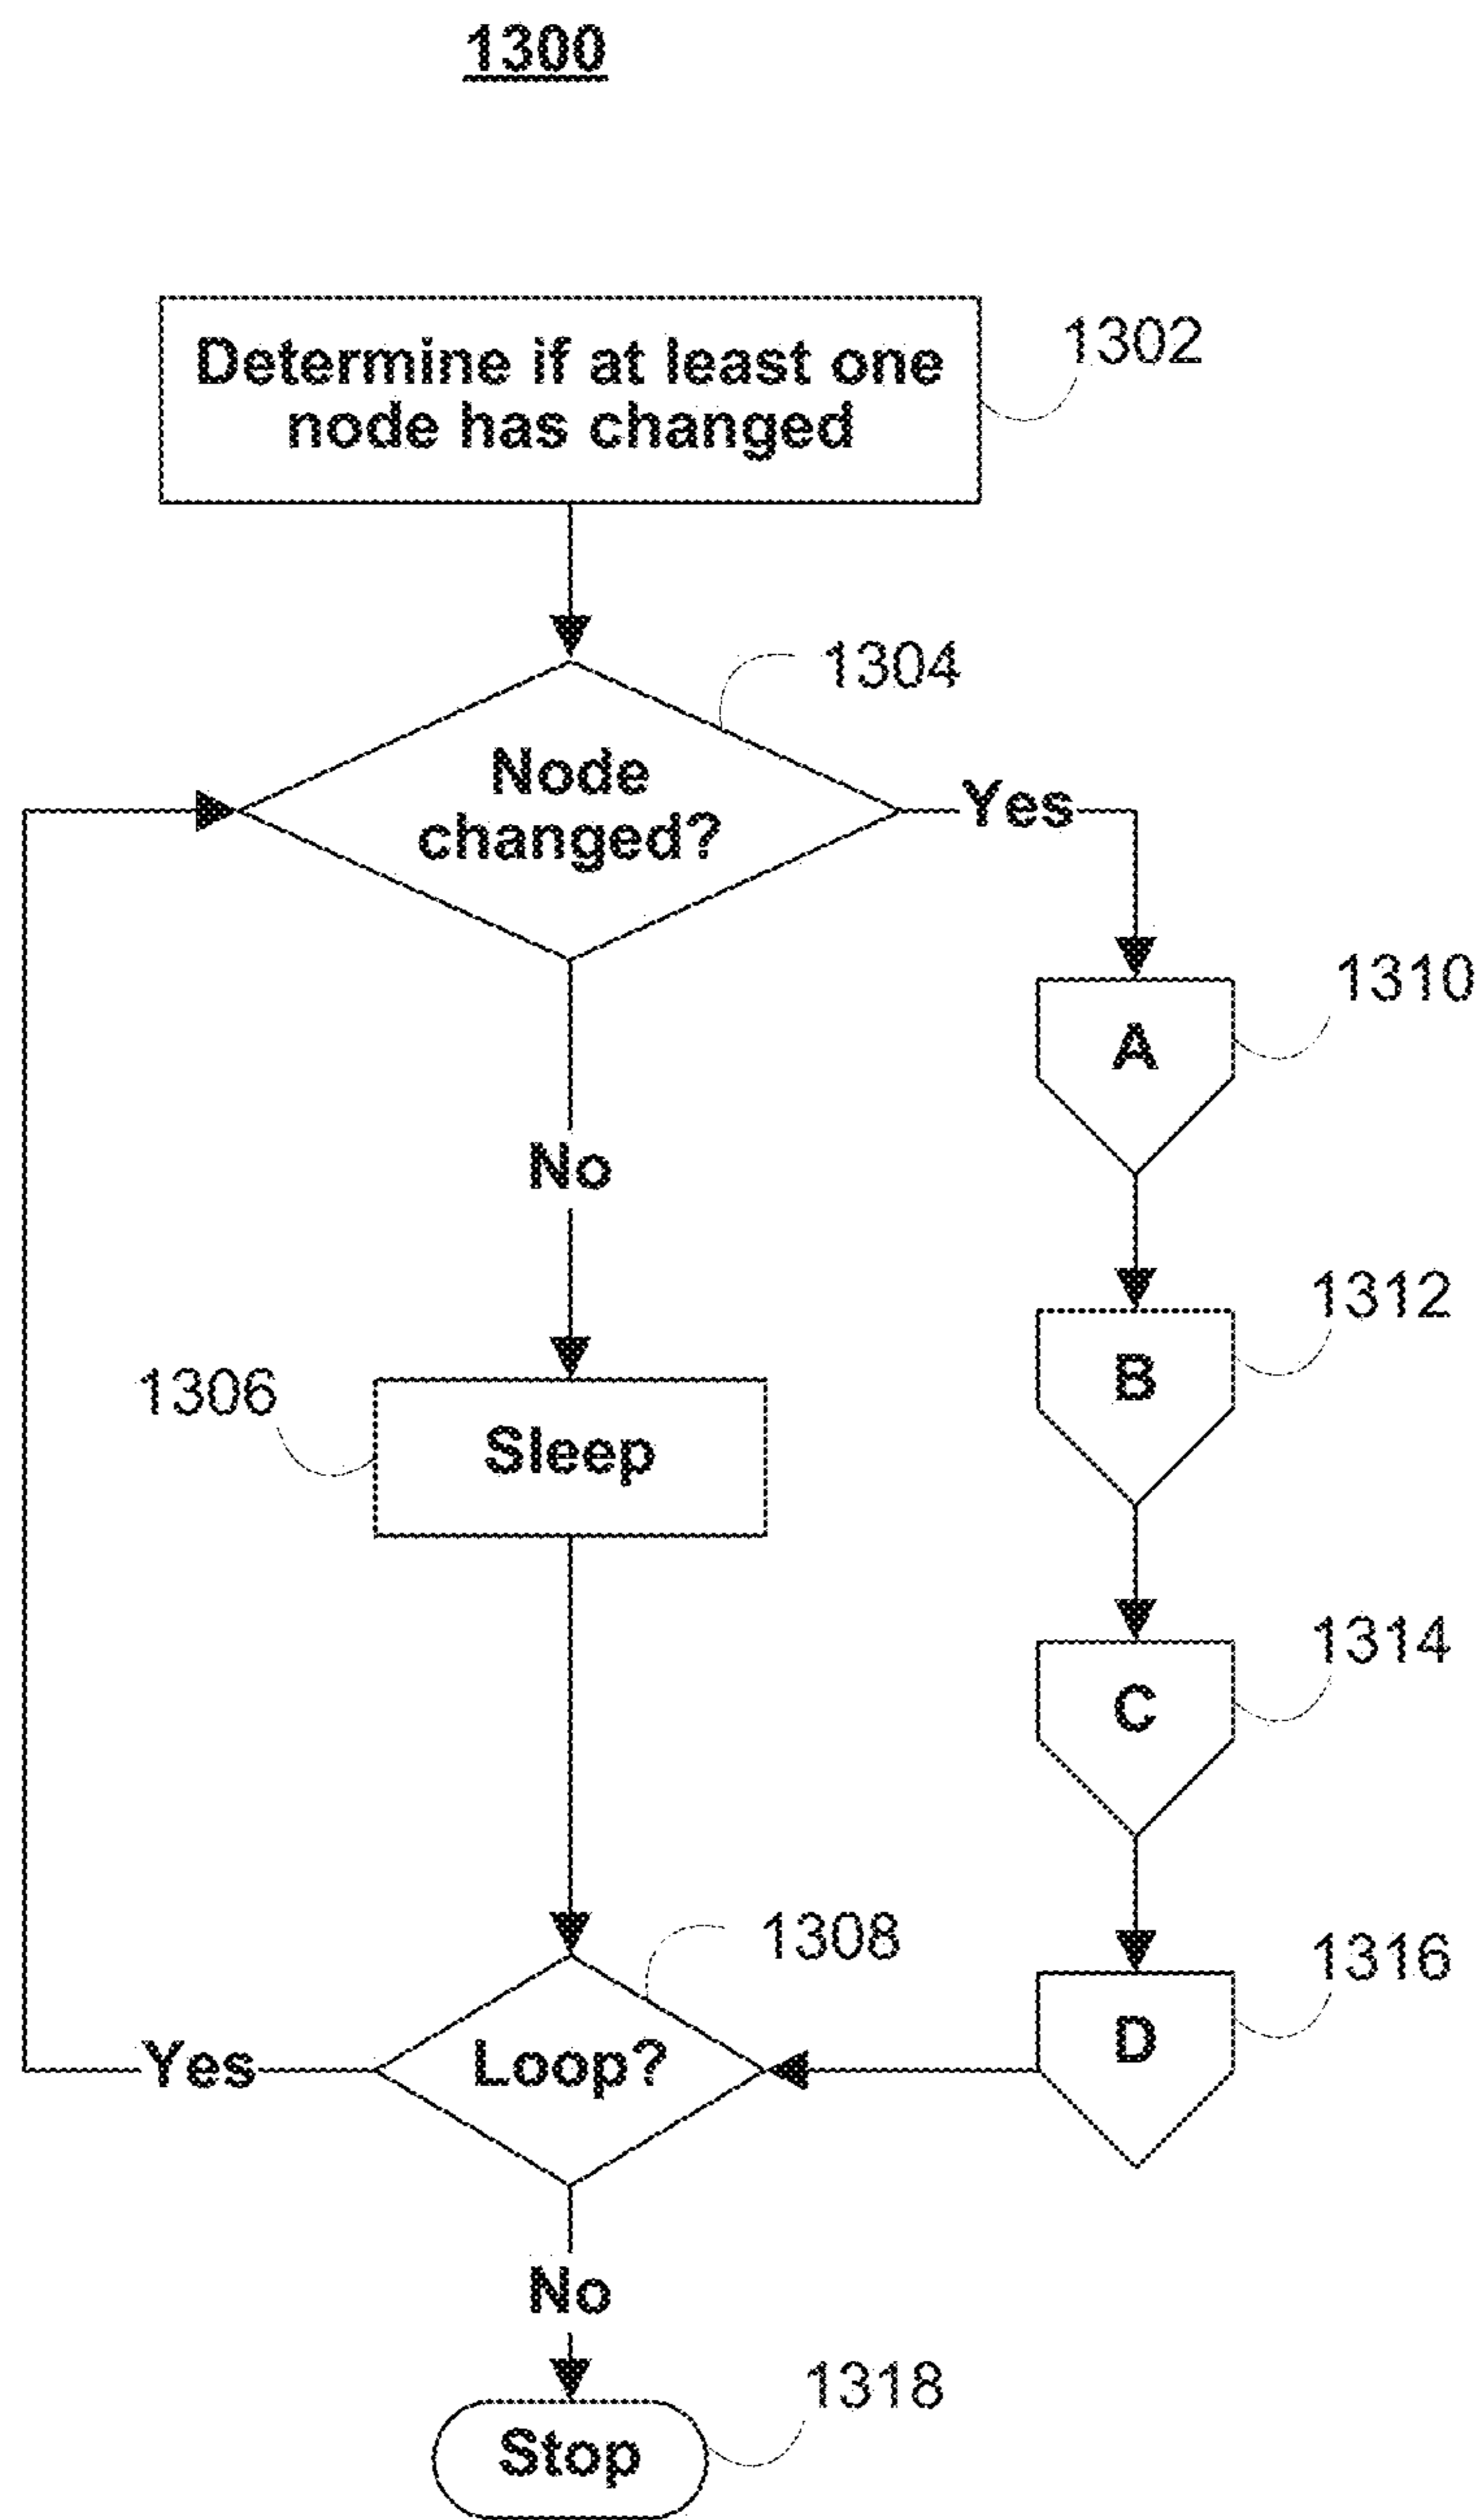 1300
Determine if at least one
node has changed
1302
1304
Node
changed?
Yes
1310
A
No
1312
B
1306
Sleep
1314
C
1308
1316
Yes
Loop?
D
No
1318
Stop